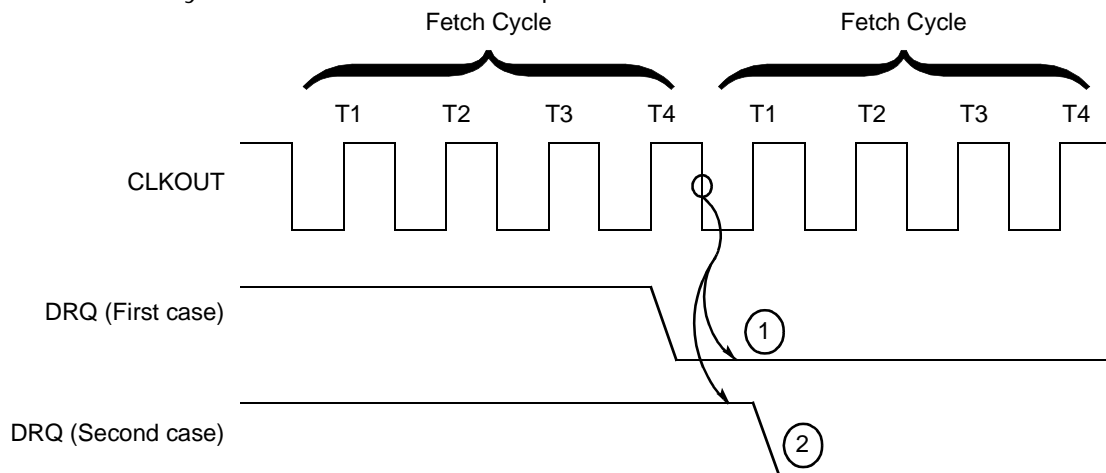 Fetch Cycle Fetch Cycle
T1 T2 T3 T4 T1 T2 T3 T4
CLKOUT
DRQ (First case)
1
DRQ (Second case)
2